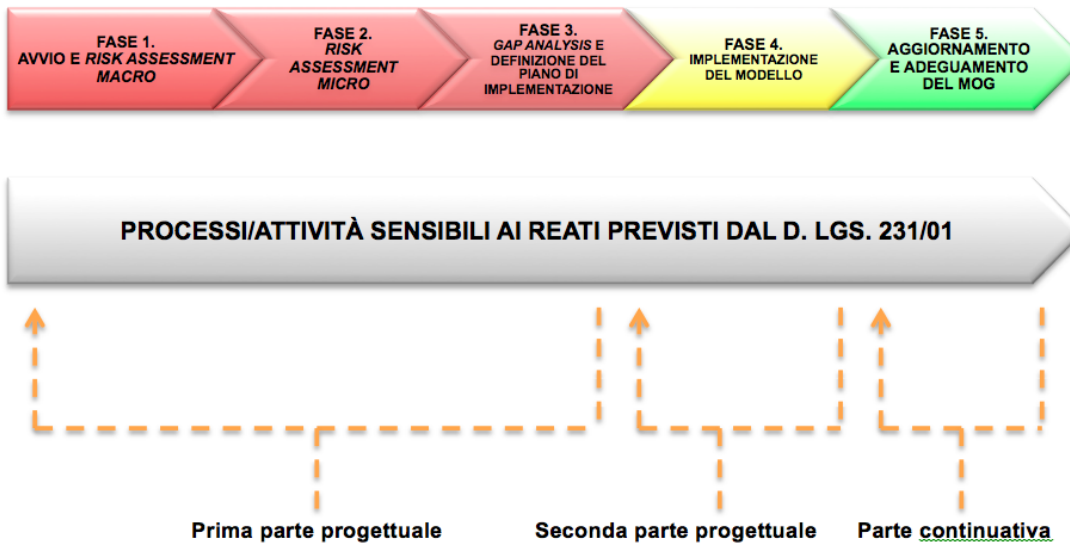 FASE 1.
AVVIO E RISK ASSESSMENT
MACRO
FASE 2.
RISK
ASSESSMENT
MICRO
FASE 3.
GAP ANALYSIS E
DEFINIZIONE DEL
PIANO DI
IMPLEMENTAZIONE
FASE 4.
IMPLEMENTAZIONE
DEL MODELLO
FASE 5.
AGGIORNAMENTO
E ADEGUAMENTO
DEL MOG
PROCESSI/ATTIVITÀ SENSIBILI AI REATI PREVISTI DAL D. LGS. 231/01
Prima parte progettuale
Seconda parte progettuale
Parte continuativa